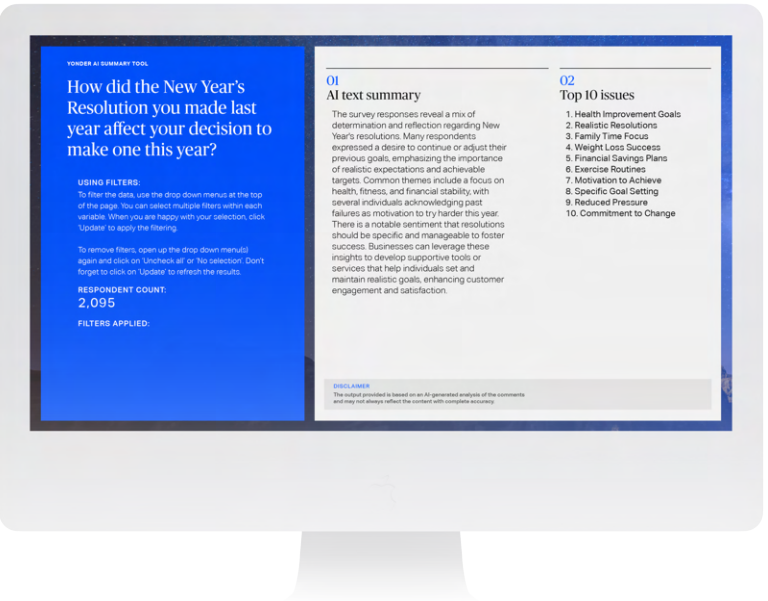 YONDER AI SUMMARY TOOL
How did the New Year's
Resolution you made last
year affect your decision to
make one this year?
USING FILTERS:
To filter the data, use the drop down menus at the top
of the page. You can select multiple filters within each
variable. When you are happy with your selection, click
'Update' to apply the filtering.
To remove filters, open up the drop down menu(s)
again and click on 'Uncheck all' or 'No selection'. Don't
forget to click on 'Update' to refresh the results.
RESPONDENT COUNT:
2,095
FILTERS APPLIED:
01
AI text summary
The survey responses reveal a mix of
determination and reflection regarding New
Year's resolutions. Many respondents
expressed a desire to continue or adjust their
previous goals, emphasizing the importance
of realistic expectations and achievable
targets. Common themes include a focus on
health, fitness, and financial stability, with
several individuals acknowledging past
failures as motivation to try harder this year.
There is a notable sentiment that resolutions
should be specific and manageable to foster
success. Businesses can leverage these
insights to develop supportive tools or
services that help individuals set and
maintain realistic goals, enhancing customer
engagement and satisfaction.
02
Top 10 issues
1. Health Improvement Goals
2. Realistic Resolutions
3. Family Time Focus
4. Weight Loss Success
5. Financial Savings Plans
6. Exercise Routines
7. Motivation to Achieve
8. Specific Goal Setting
9. Reduced Pressure
10. Commitment to Change
DISCLAIMER
The output provided is based on an AI-generated analysis of the comments
and may not always reflect the content with complete accuracy.